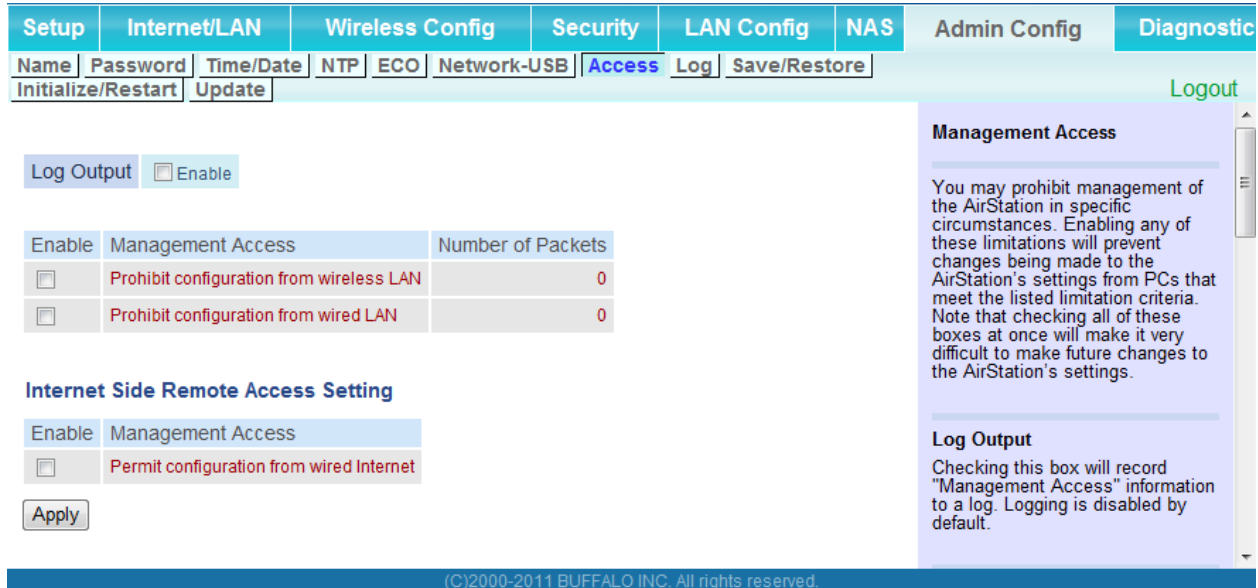 Setup Internet/LAN Wireless Config Security LAN Config NAS Admin Config Diagnostic
Name Password Time/Date NTP ECO Network-USB Access Log Save/Restore
Initialize/Restart Update
Logout
Log Output Enable
Enable Management Access Number of Packets
Prohibit configuration from wireless LAN 0
Prohibit configuration from wired LAN 0
Internet Side Remote Access Setting
Enable Management Access
Permit configuration from wired Internet
Apply
Management Access
You may prohibit management of
the AirStation in specific
circumstances. Enabling any of
these limitations will prevent
changes being made to the
AirStation's settings from PCs that
meet the listed limitation criteria.
Note that checking all of these
boxes at once will make it very
difficult to make future changes to
the AirStation's settings.
Log Output
Checking this box will record
"Management Access" information
to a log. Logging is disabled by
default.
(C)2000-2011 BUFFALO INC. All rights reserved.